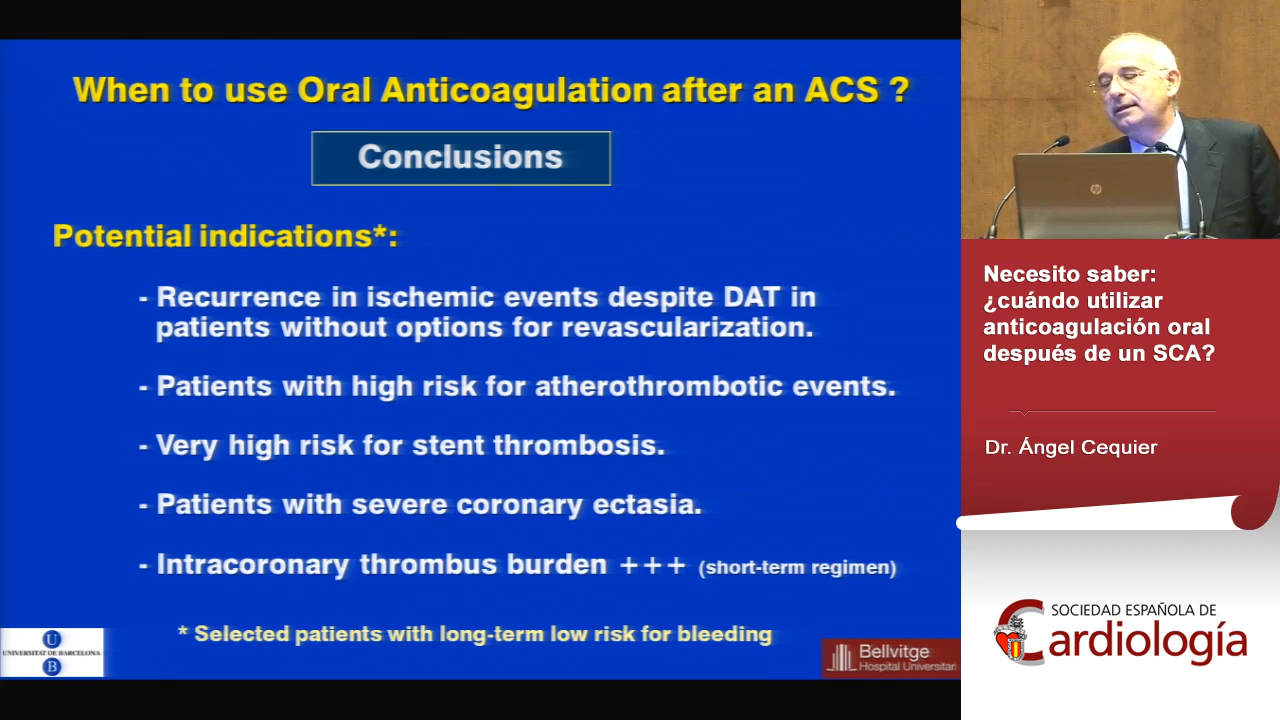 When to use Oral Anticoagulation after an ACS ?
Conclusions
Potential indications*:
- Recurrence in ischemic events despite DAT in
patients without options for revascularization.
- Patients with high risk for atherothrombotic events.
- Very high risk for stent thrombosis.
- Patients with severe coronary ectasia.
- Intracoronary thrombus burden +++ (short-term regimen)
* Selected patients with long-term low risk for bleeding
U
UNIVERSITAT DE BARCELONA
B
Bellvitge
Hospital Universitari
hp
Necesito saber:
¿cuándo utilizar
anticoagulación oral
después de un SCA?
Dr. Ángel Cequier
SOCIEDAD ESPAÑOLA DE
Cardiología